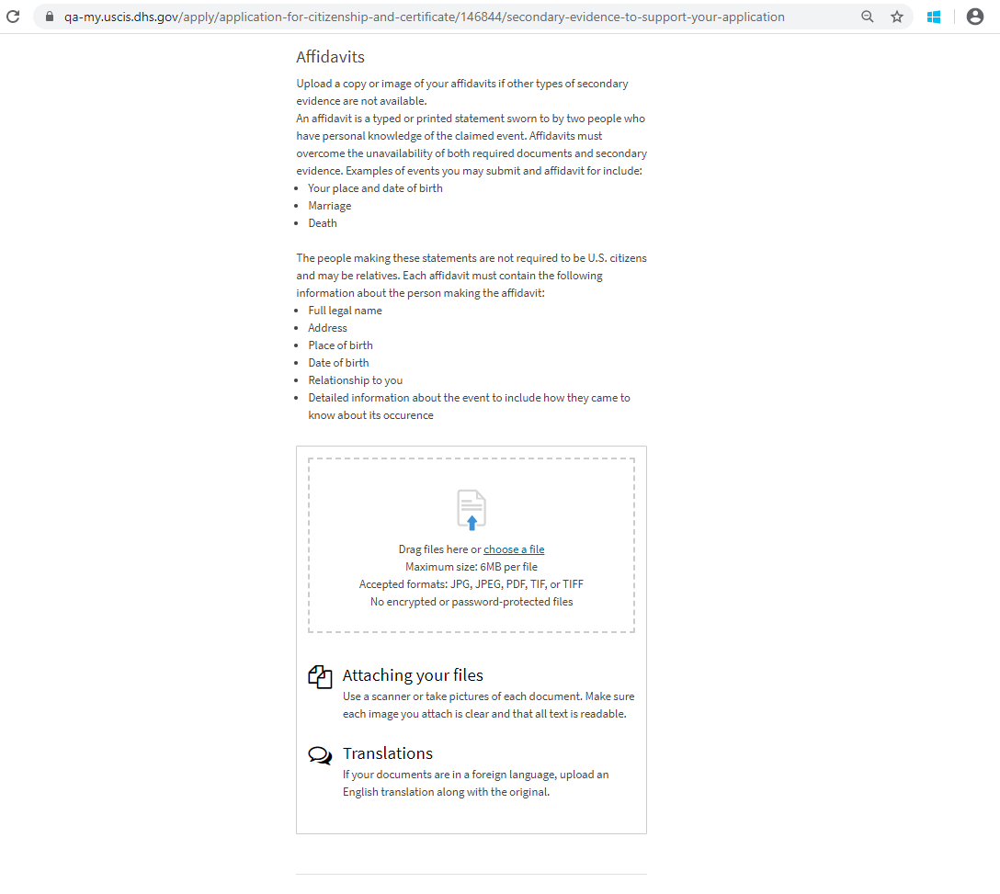 qa-my.uscis.dhs.gov/apply/application-for-citizenship-and-certificate/146844/secondary-evidence-to-support-your-application
Affidavits
Upload a copy or image of your affidavits if other types of secondary
evidence are not available.
An affidavit is a typed or printed statement sworn to by two people who
have personal knowledge of the claimed event. Affidavits must
overcome the unavailability of both required documents and secondary
evidence. Examples of events you may submit and affidavit for include:
• Your place and date of birth
• Marriage
• Death
The people making these statements are not required to be U.S. citizens
and may be relatives. Each affidavit must contain the following
information about the person making the affidavit:
• Full legal name
• Address
• Place of birth
• Date of birth
• Relationship to you
• Detailed information about the event to include how they came to
know about its occurence
Drag files here or choose a file
Maximum size: 6MB per file
Accepted formats: JPG, JPEG, PDF, TIF, or TIFF
No encrypted or password-protected files
Attaching your files
Use a scanner or take pictures of each document. Make sure
each image you attach is clear and that all text is readable.
Translations
If your documents are in a foreign language, upload an
English translation along with the original.